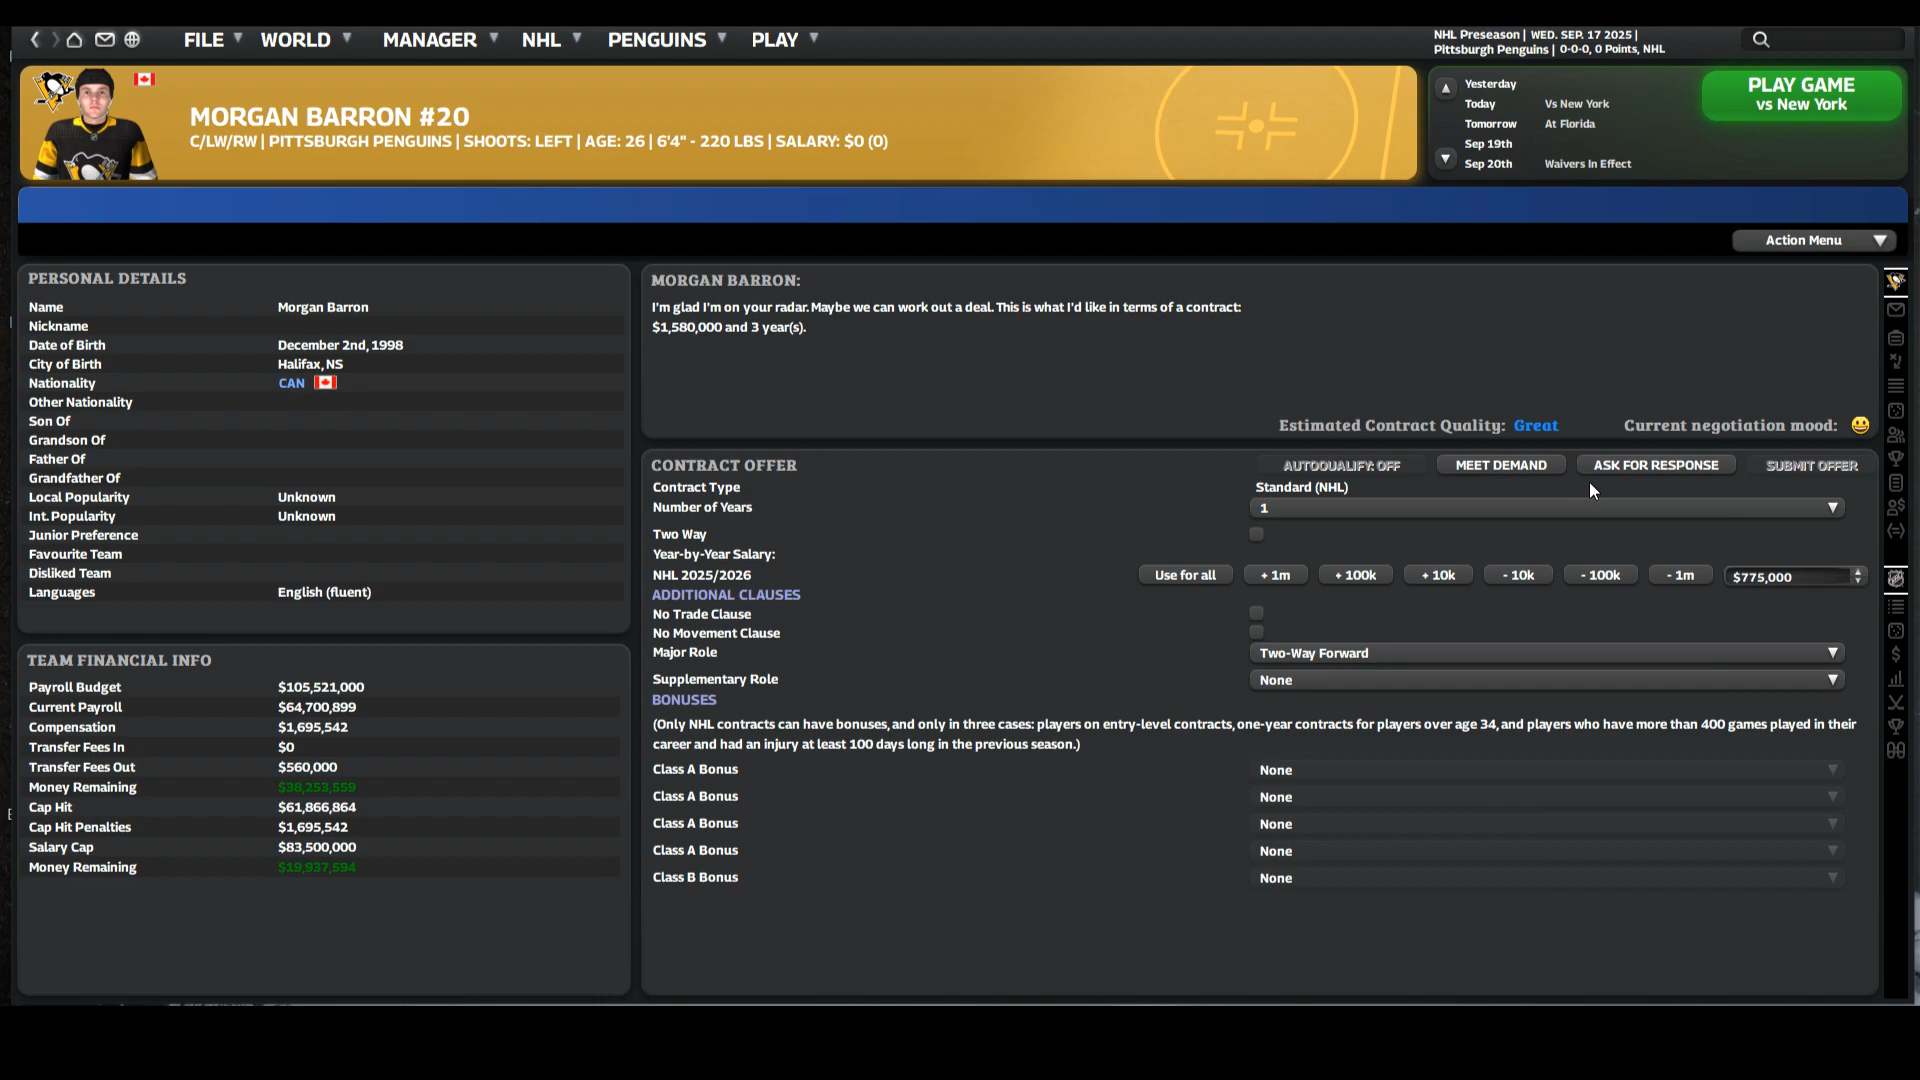 FILE WORLD MANAGER NHL PENGUINS PLAY
NHL Preseason | WED. SEP. 17 2025 |
Pittsburgh Penguins | 0-0-0, 0 Points, NHL
MORGAN BARRON #20
C/LW/RW | PITTSBURGH PENGUINS | SHOOTS: LEFT | AGE: 26 | 6'4" - 220 LBS | SALARY: $0 (0)
Yesterday
Today Vs New York
Tomorrow At Florida
Sep 19th
Sep 20th Waivers In Effect
PLAY GAME
vs New York
Action Menu
PERSONAL DETAILS
Name Morgan Barron
Nickname
Date of Birth December 2nd, 1998
City of Birth Halifax, NS
Nationality CAN
Other Nationality
Son Of
Grandson Of
Father Of
Grandfather Of
Local Popularity Unknown
Int. Popularity Unknown
Junior Preference
Favourite Team
Disliked Team
Languages English (fluent)
TEAM FINANCIAL INFO
Payroll Budget $105,521,000
Current Payroll $64,700,899
Compensation $1,695,542
Transfer Fees In $0
Transfer Fees Out $560,000
Money Remaining $38,253,559
Cap Hit $61,866,864
Cap Hit Penalties $1,695,542
Salary Cap $83,500,000
Money Remaining $19,937,594
MORGAN BARRON:
I'm glad I'm on your radar. Maybe we can work out a deal. This is what I'd like in terms of a contract:
$1,580,000 and 3 year(s).
Estimated Contract Quality: Great Current negotiation mood:
CONTRACT OFFER AUTOQUALIFY: OFF MEET DEMAND ASK FOR RESPONSE SUBMIT OFFER
Contract Type Standard (NHL)
Number of Years 1
Two Way
Year-by-Year Salary:
NHL 2025/2026 Use for all + 1m + 100k + 10k - 10k - 100k - 1m $775,000
ADDITIONAL CLAUSES
No Trade Clause
No Movement Clause
Major Role Two-Way Forward
Supplementary Role None
BONUSES
(Only NHL contracts can have bonuses, and only in three cases: players on entry-level contracts, one-year contracts for players over age 34, and players who have more than 400 games played in their
career and had an injury at least 100 days long in the previous season.)
Class A Bonus None
Class A Bonus None
Class A Bonus None
Class A Bonus None
Class B Bonus None